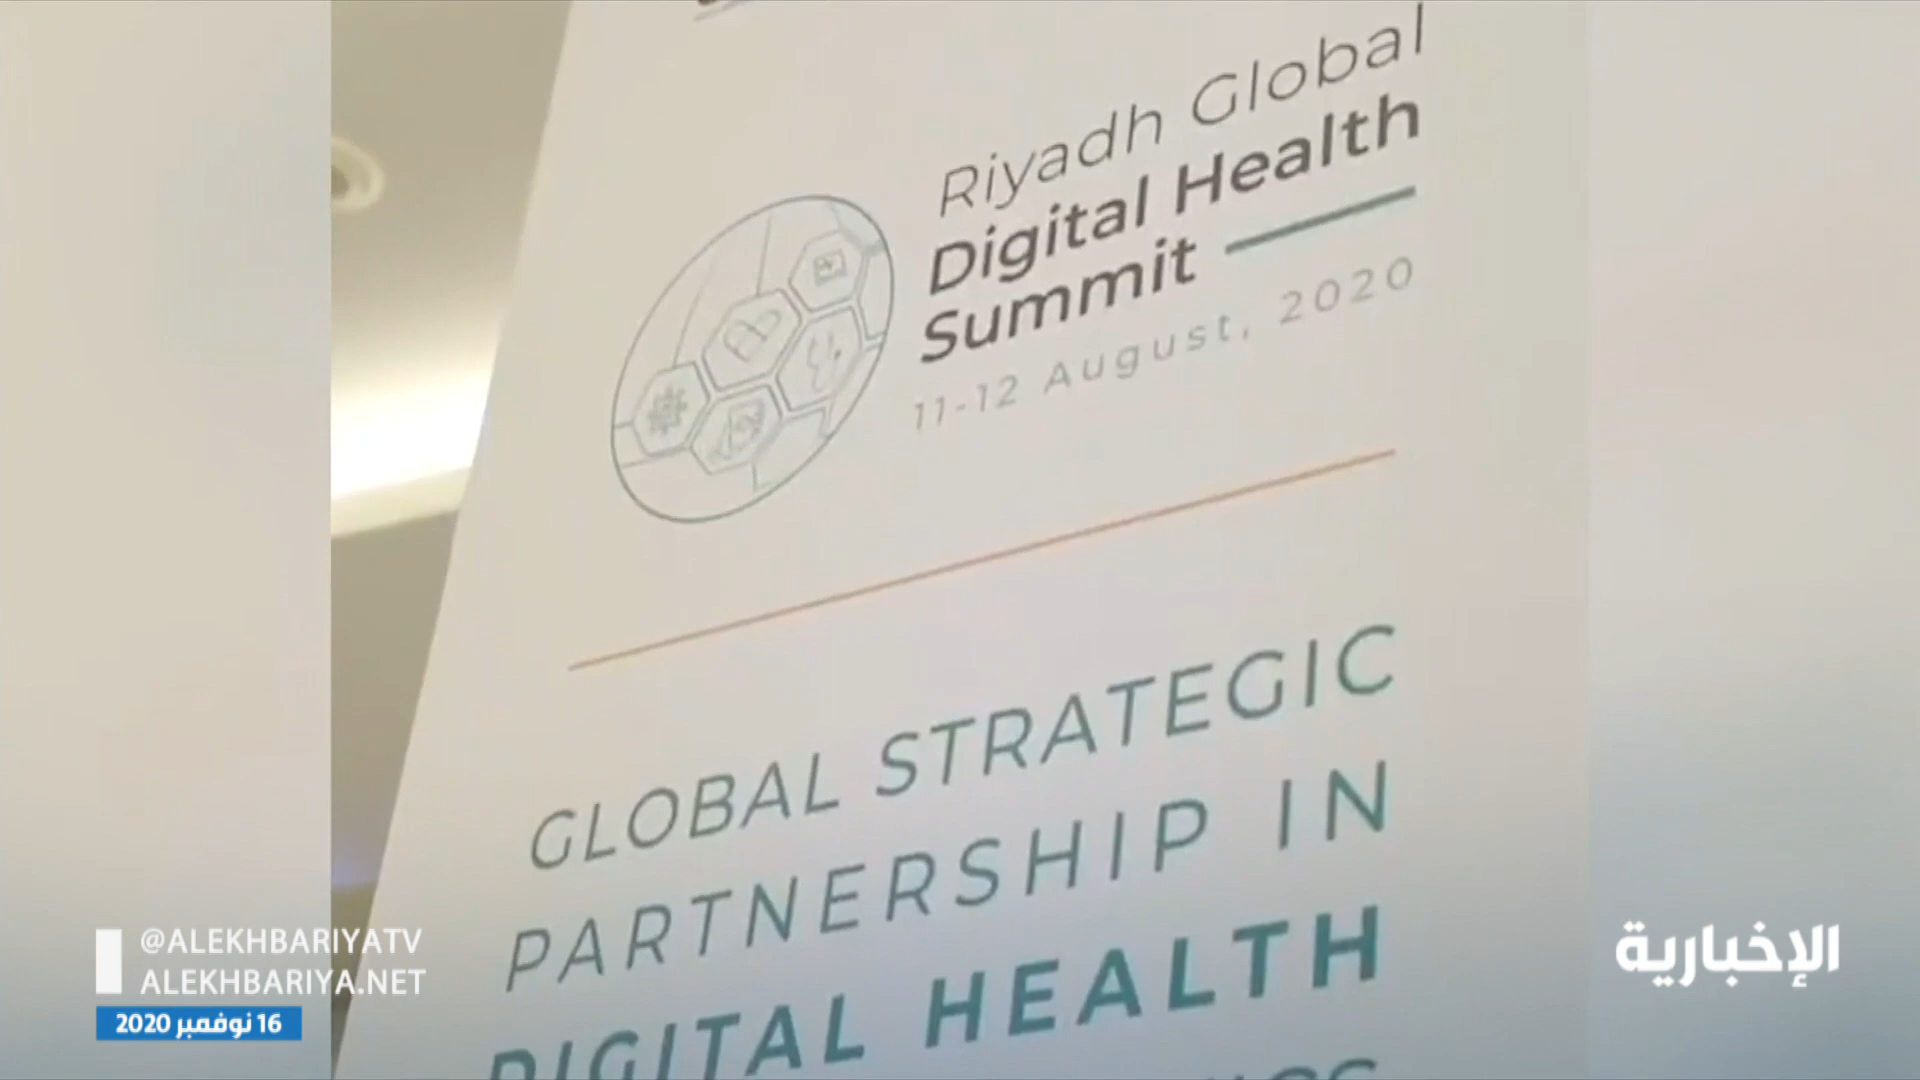 Riyadh Global
Digital Health
Summit
11-12 August, 2020
GLOBAL STRATEGIC
PARTNERSHIP IN
DIGITAL HEALTH
@ALEKHBARIYATV
ALEKHBARIYA.NET
16 نوفمبر 2020
الإخبارية